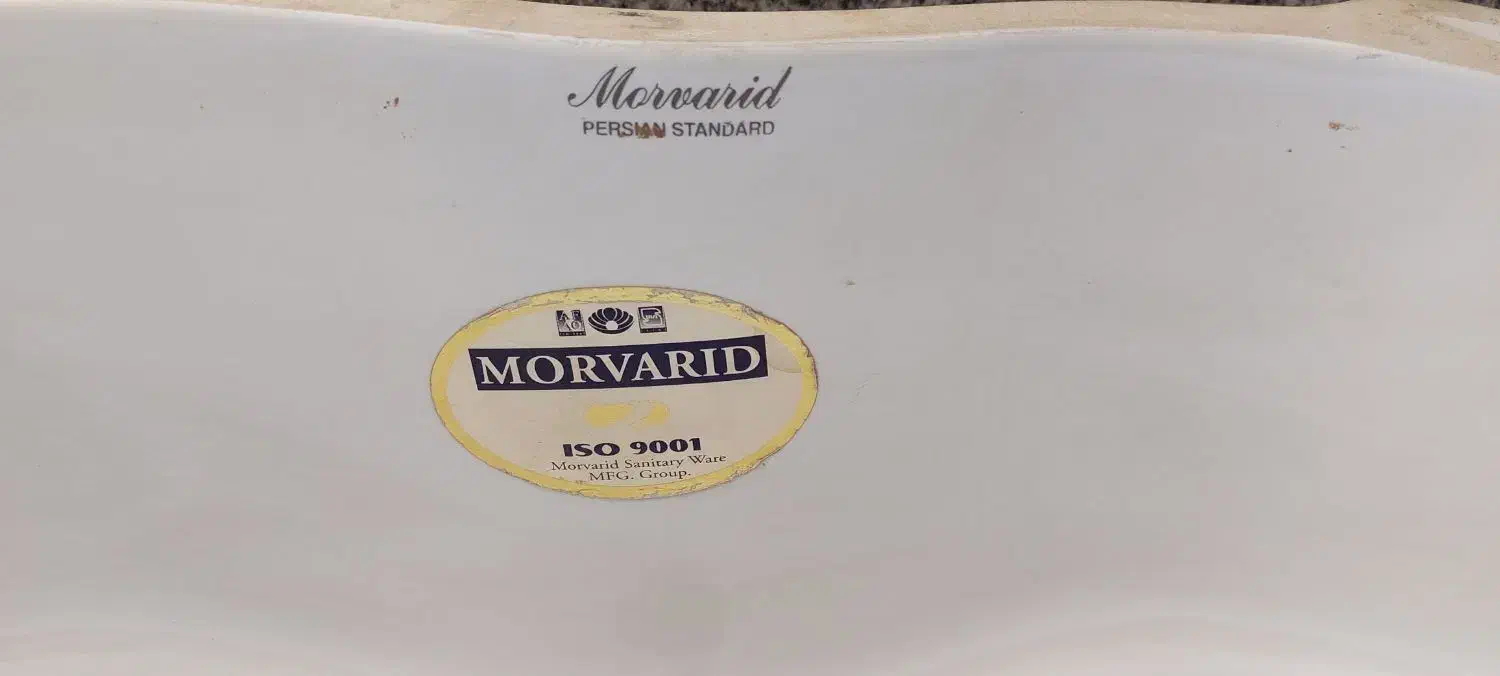 Morvarid
PERSIAN STANDARD
MORVARID
ISO 9001
Morvarid Sanitary Ware
MFG. Group.